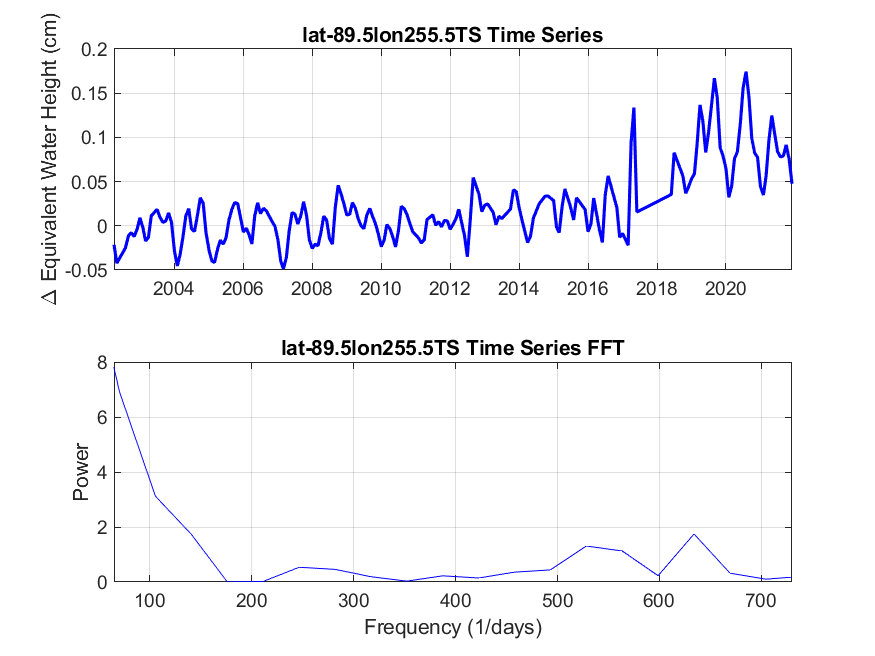 lat-89.5lon255.5TS Time Series
Δ Equivalent Water Height (cm)
0.2
0.15
0.1
0.05
0
-0.05
2004 2006 2008 2010 2012 2014 2016 2018 2020
lat-89.5lon255.5TS Time Series FFT
Power
8
6
4
2
0
100 200 300 400 500 600 700
Frequency (1/days)